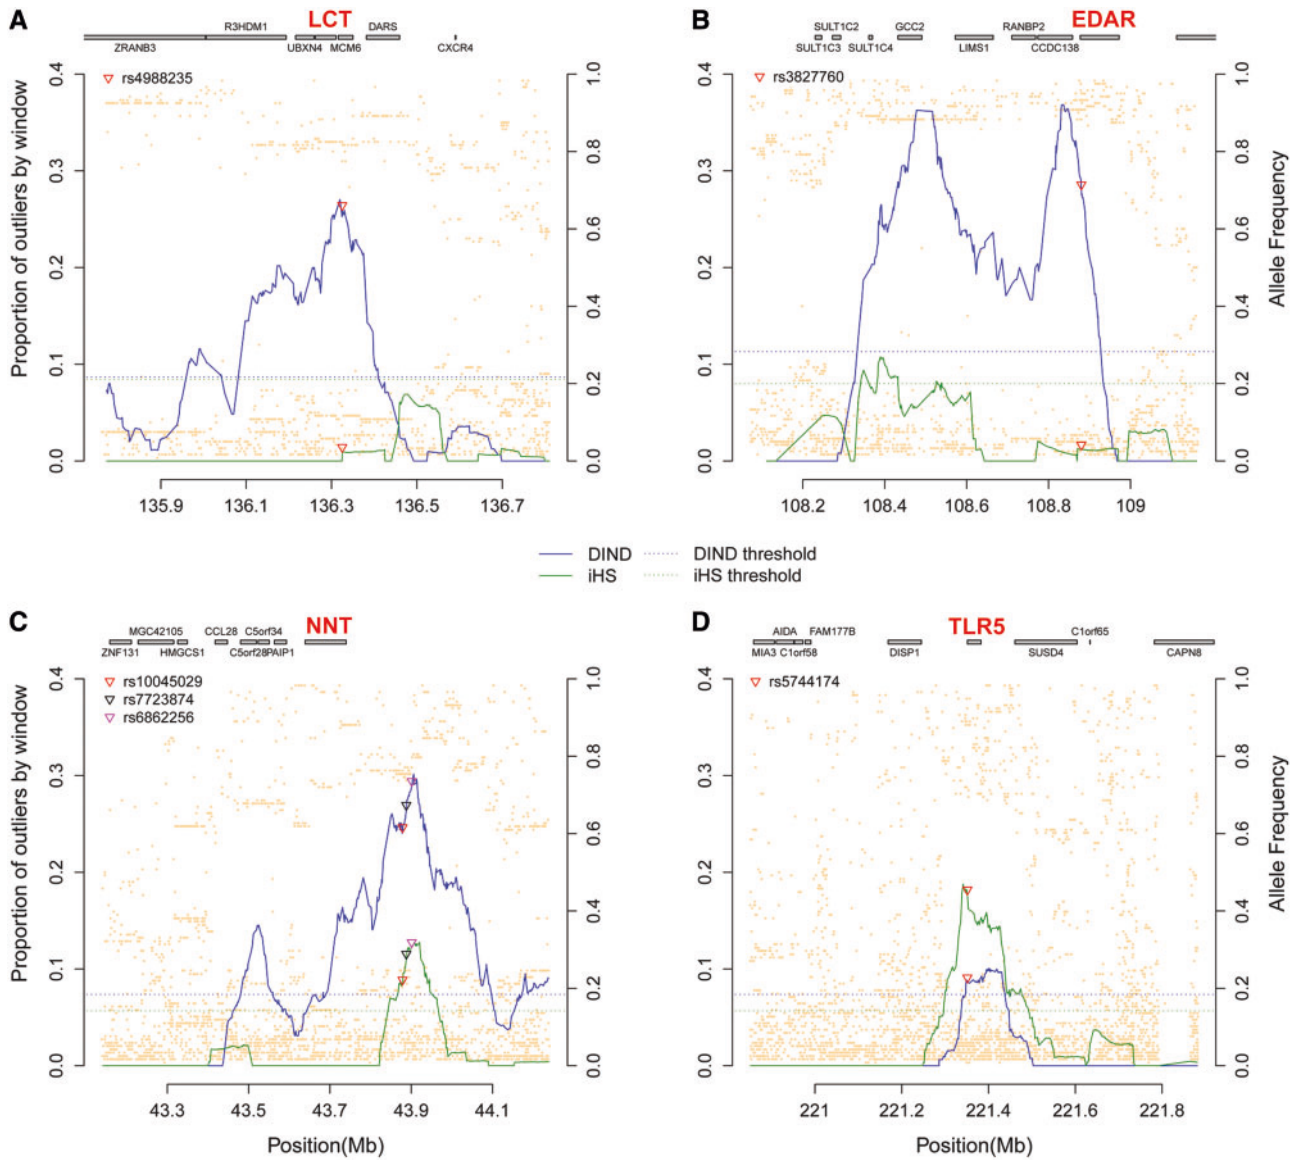 A
LCT
R3HDM1
DARS
ZRANB3
UBXN4
MCM6
CXCR4
rs4988235
Proportion of outliers by window
0.4
0.3
0.2
0.1
0.0
1.0
0.8
0.6
0.4
0.2
0.0
135.9
136.1
136.3
136.5
136.7
B
EDAR
SULT1C2
GCC2
RANBP2
SULT1C3
SULT1C4
LIMS1
CCDC138
rs3827760
0.4
0.3
0.2
0.1
0.0
1.0
0.8
0.6
0.4
0.2
0.0
Allele Frequency
108.2
108.4
108.6
108.8
109
DIND
DIND threshold
iHS
iHS threshold
C
NNT
MGC42105
CCL28
C5orf34
ZNF131
HMGCS1
C5orf28
PAIP1
rs10045029
rs7723874
rs6862256
Proportion of outliers by window
0.4
0.3
0.2
0.1
0.0
1.0
0.8
0.6
0.4
0.2
0.0
43.3
43.5
43.7
43.9
44.1
Position(Mb)
D
TLR5
AIDA
FAM177B
C1orf65
MIA3
C1orf58
DISP1
SUSD4
CAPN8
rs5744174
0.4
0.3
0.2
0.1
0.0
1.0
0.8
0.6
0.4
0.2
0.0
Allele Frequency
221
221.2
221.4
221.6
221.8
Position(Mb)